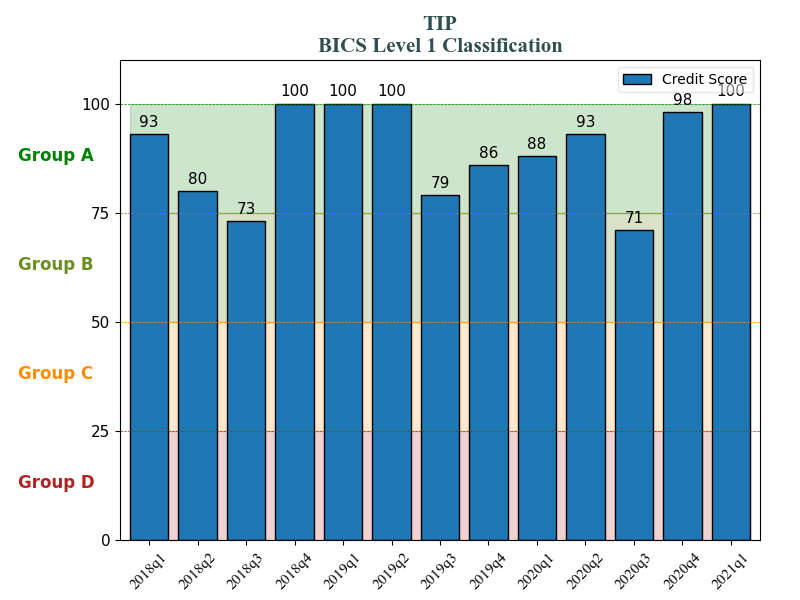 TIP
BICS Level 1 Classification
Credit Score
100
75
50
25
0
Group A
Group B
Group C
Group D
93
80
73
100
100
100
79
86
88
93
71
98
100
2018q1
2018q2
2018q3
2018q4
2019q1
2019q2
2019q3
2019q4
2020q1
2020q2
2020q3
2020q4
2021q1